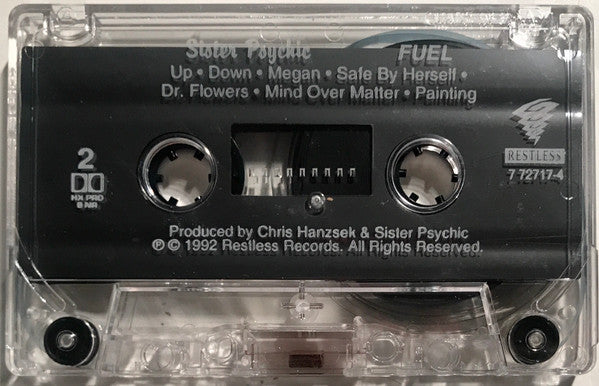 Sister Psychic FUEL
Up • Down • Megan • Safe By Herself •
Dr. Flowers • Mind Over Matter • Painting
RESTLESS
7 72717-4
2
HX PRO
B NR
Produced by Chris Hanzsek & Sister Psychic
℗ © 1992 Restless Records. All Rights Reserved.